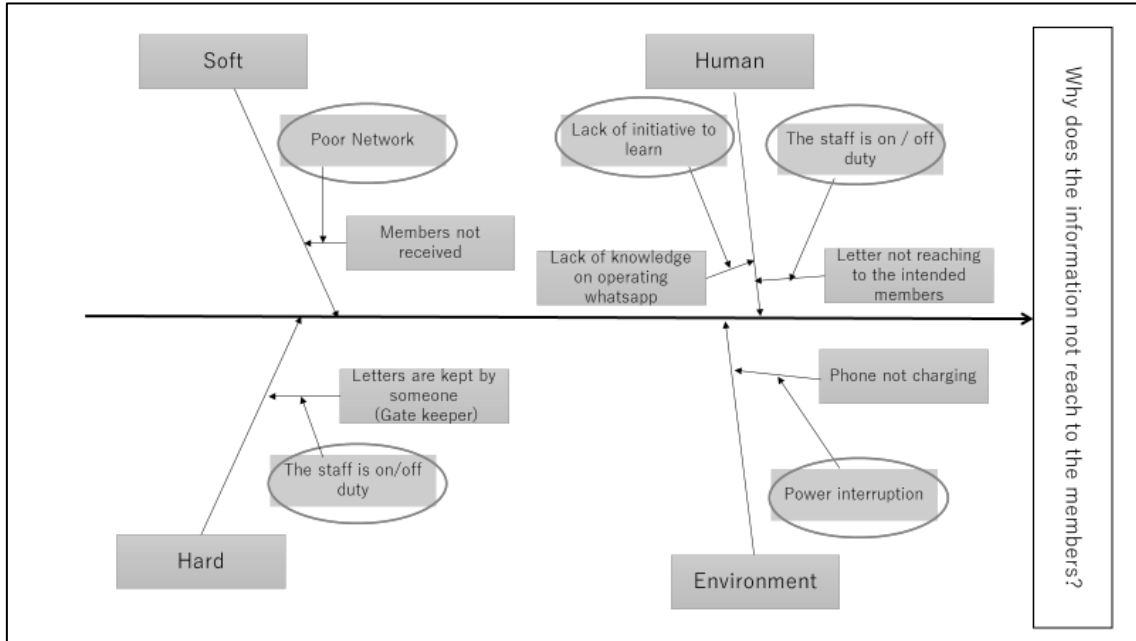 Soft
Human
Poor Network
Lack of initiative to
learn
The staff is on / off
duty
Members not
received
Lack of knowledge
on operating
whatsapp
Letter not reaching
to the intended
members
Letters are kept by
someone
(Gate keeper)
Phone not charging
The staff is on/off
duty
Power interruption
Hard
Environment
Why does the information not reach to the members?